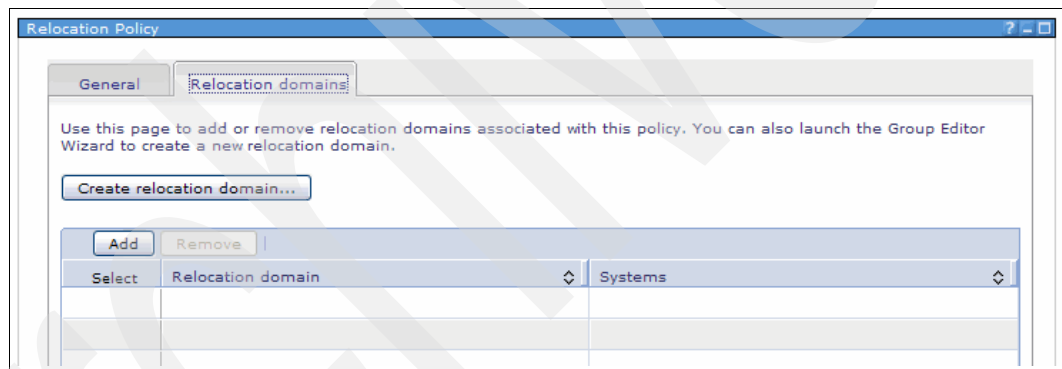 Relocation Policy
General
Relocation domains
Use this page to add or remove relocation domains associated with this policy. You can also launch the Group Editor
Wizard to create a new relocation domain.
Create relocation domain...
Add Remove
Select Relocation domain Systems